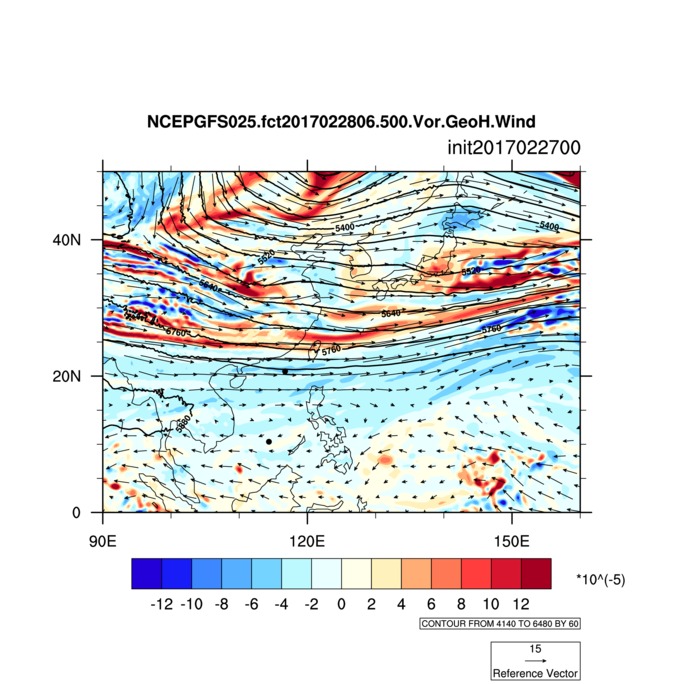 NCEPGFS025.fct2017022806.500.Vor.GeoH.Wind
init2017022700
40N
20N
0
90E 120E 150E
5400
5400
5520
5520
5640
5640
5760
5760
5760
5880
-12 -10 -8 -6 -4 -2 0 2 4 6 8 10 12
*10^(-5)
CONTOUR FROM 4140 TO 6480 BY 60
15
Reference Vector